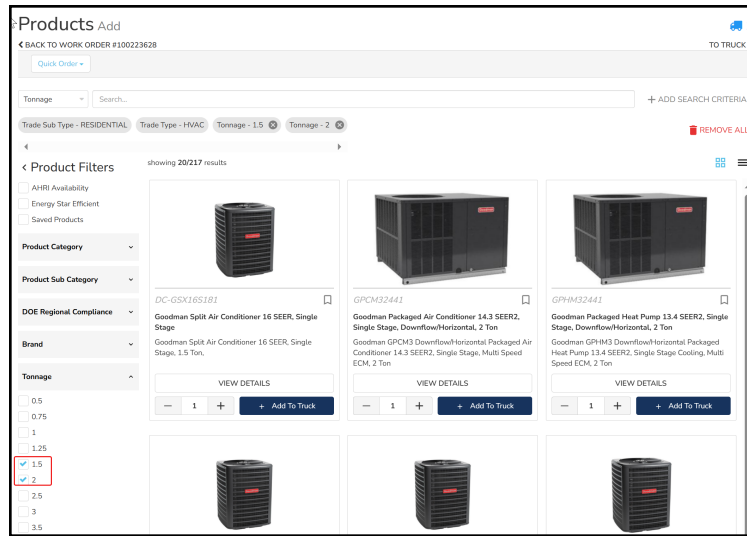 Products Add
BACK TO WORK ORDER #100223628
TO TRUCK
Quick Order
Tonnage
Search...
+ ADD SEARCH CRITERIA
Trade Sub Type - RESIDENTIAL
Trade Type - HVAC
Tonnage - 1.5
Tonnage - 2
REMOVE ALL
Product Filters
showing 20/217 results
AHRI Availability
Energy Star Efficient
Saved Products
Product Category
Product Sub Category
DOE Regional Compliance
Brand
Tonnage
0.5
0.75
1
1.25
1.5
2
2.5
3
3.5
DC-GSX16S181
Goodman Split Air Conditioner 16 SEER, Single
Stage
Goodman Split Air Conditioner 16 SEER, Single
Stage, 1.5 Ton,
VIEW DETAILS
— 1 +
+ Add To Truck
GPCM32441
Goodman Packaged Air Conditioner 14.3 SEER2,
Single Stage, Downflow/Horizontal, 2 Ton
Goodman GPCM3 Downflow/Horizontal Packaged Air
Conditioner 14.3 SEER2, Single Stage, Multi Speed
ECM, 2 Ton
VIEW DETAILS
— 1 +
+ Add To Truck
GPHM32441
Goodman Packaged Heat Pump 13.4 SEER2, Single
Stage, Downflow/Horizontal, 2 Ton
Goodman GPHM3 Downflow/Horizontal Packaged
Heat Pump 13.4 SEER2, Single Stage Cooling, Multi
Speed ECM, 2 Ton
VIEW DETAILS
— 1 +
+ Add To Truck